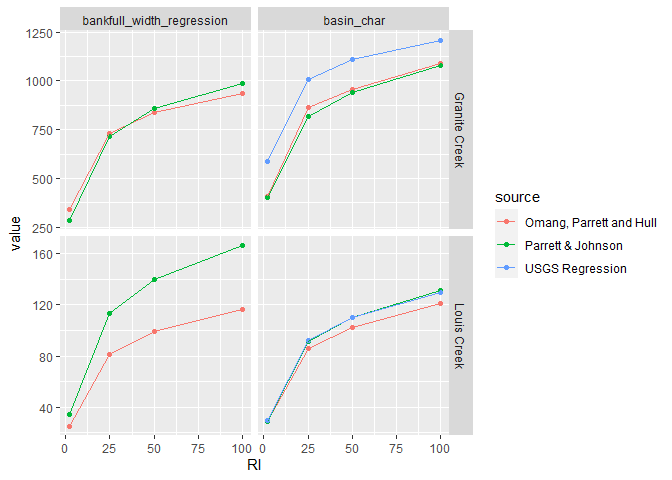 bankfull_width_regression
basin_char
1250
1000
750
500
250
Granite Creek
value
160
120
80
40
Louis Creek
0
25
50
75
100
0
25
50
75
100
RI
source
Omang, Parrett and Hull
Parrett & Johnson
USGS Regression